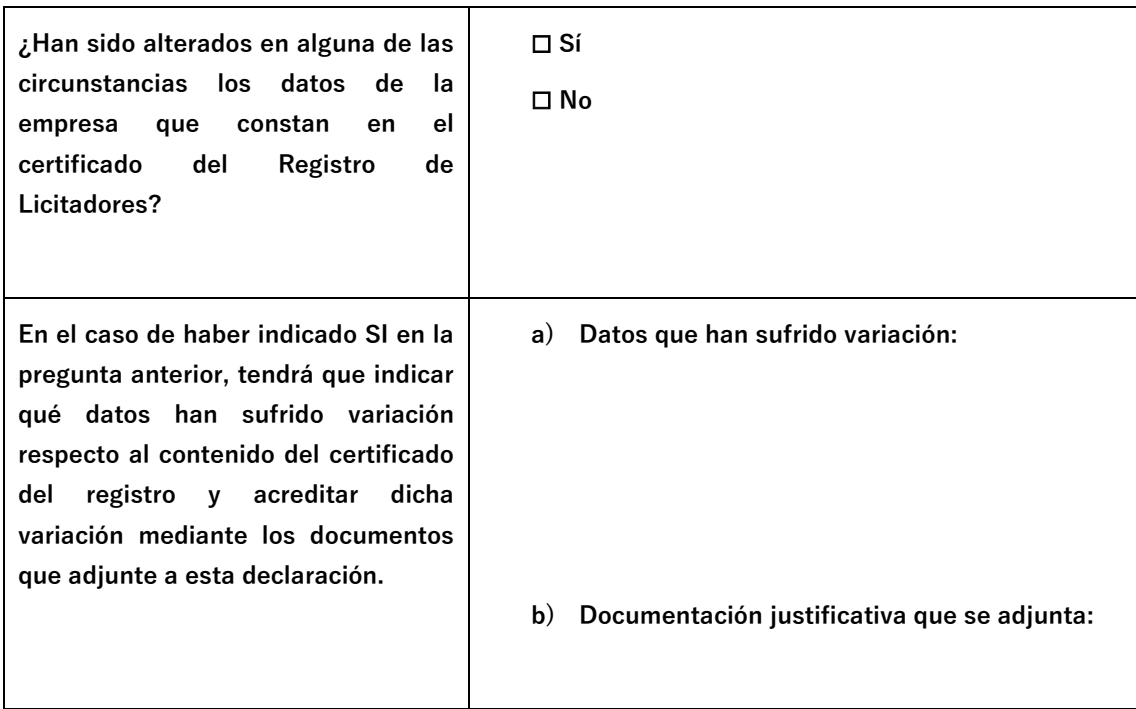 ¿Han sido alterados en alguna de las
circunstancias los datos de la
empresa que constan en el
certificado del Registro de
Licitadores?
☐ Sí
☐ No
En el caso de haber indicado SI en la
pregunta anterior, tendrá que indicar
qué datos han sufrido variación
respecto al contenido del certificado
del registro y acreditar dicha
variación mediante los documentos
que adjunte a esta declaración.
a) Datos que han sufrido variación:
b) Documentación justificativa que se adjunta: